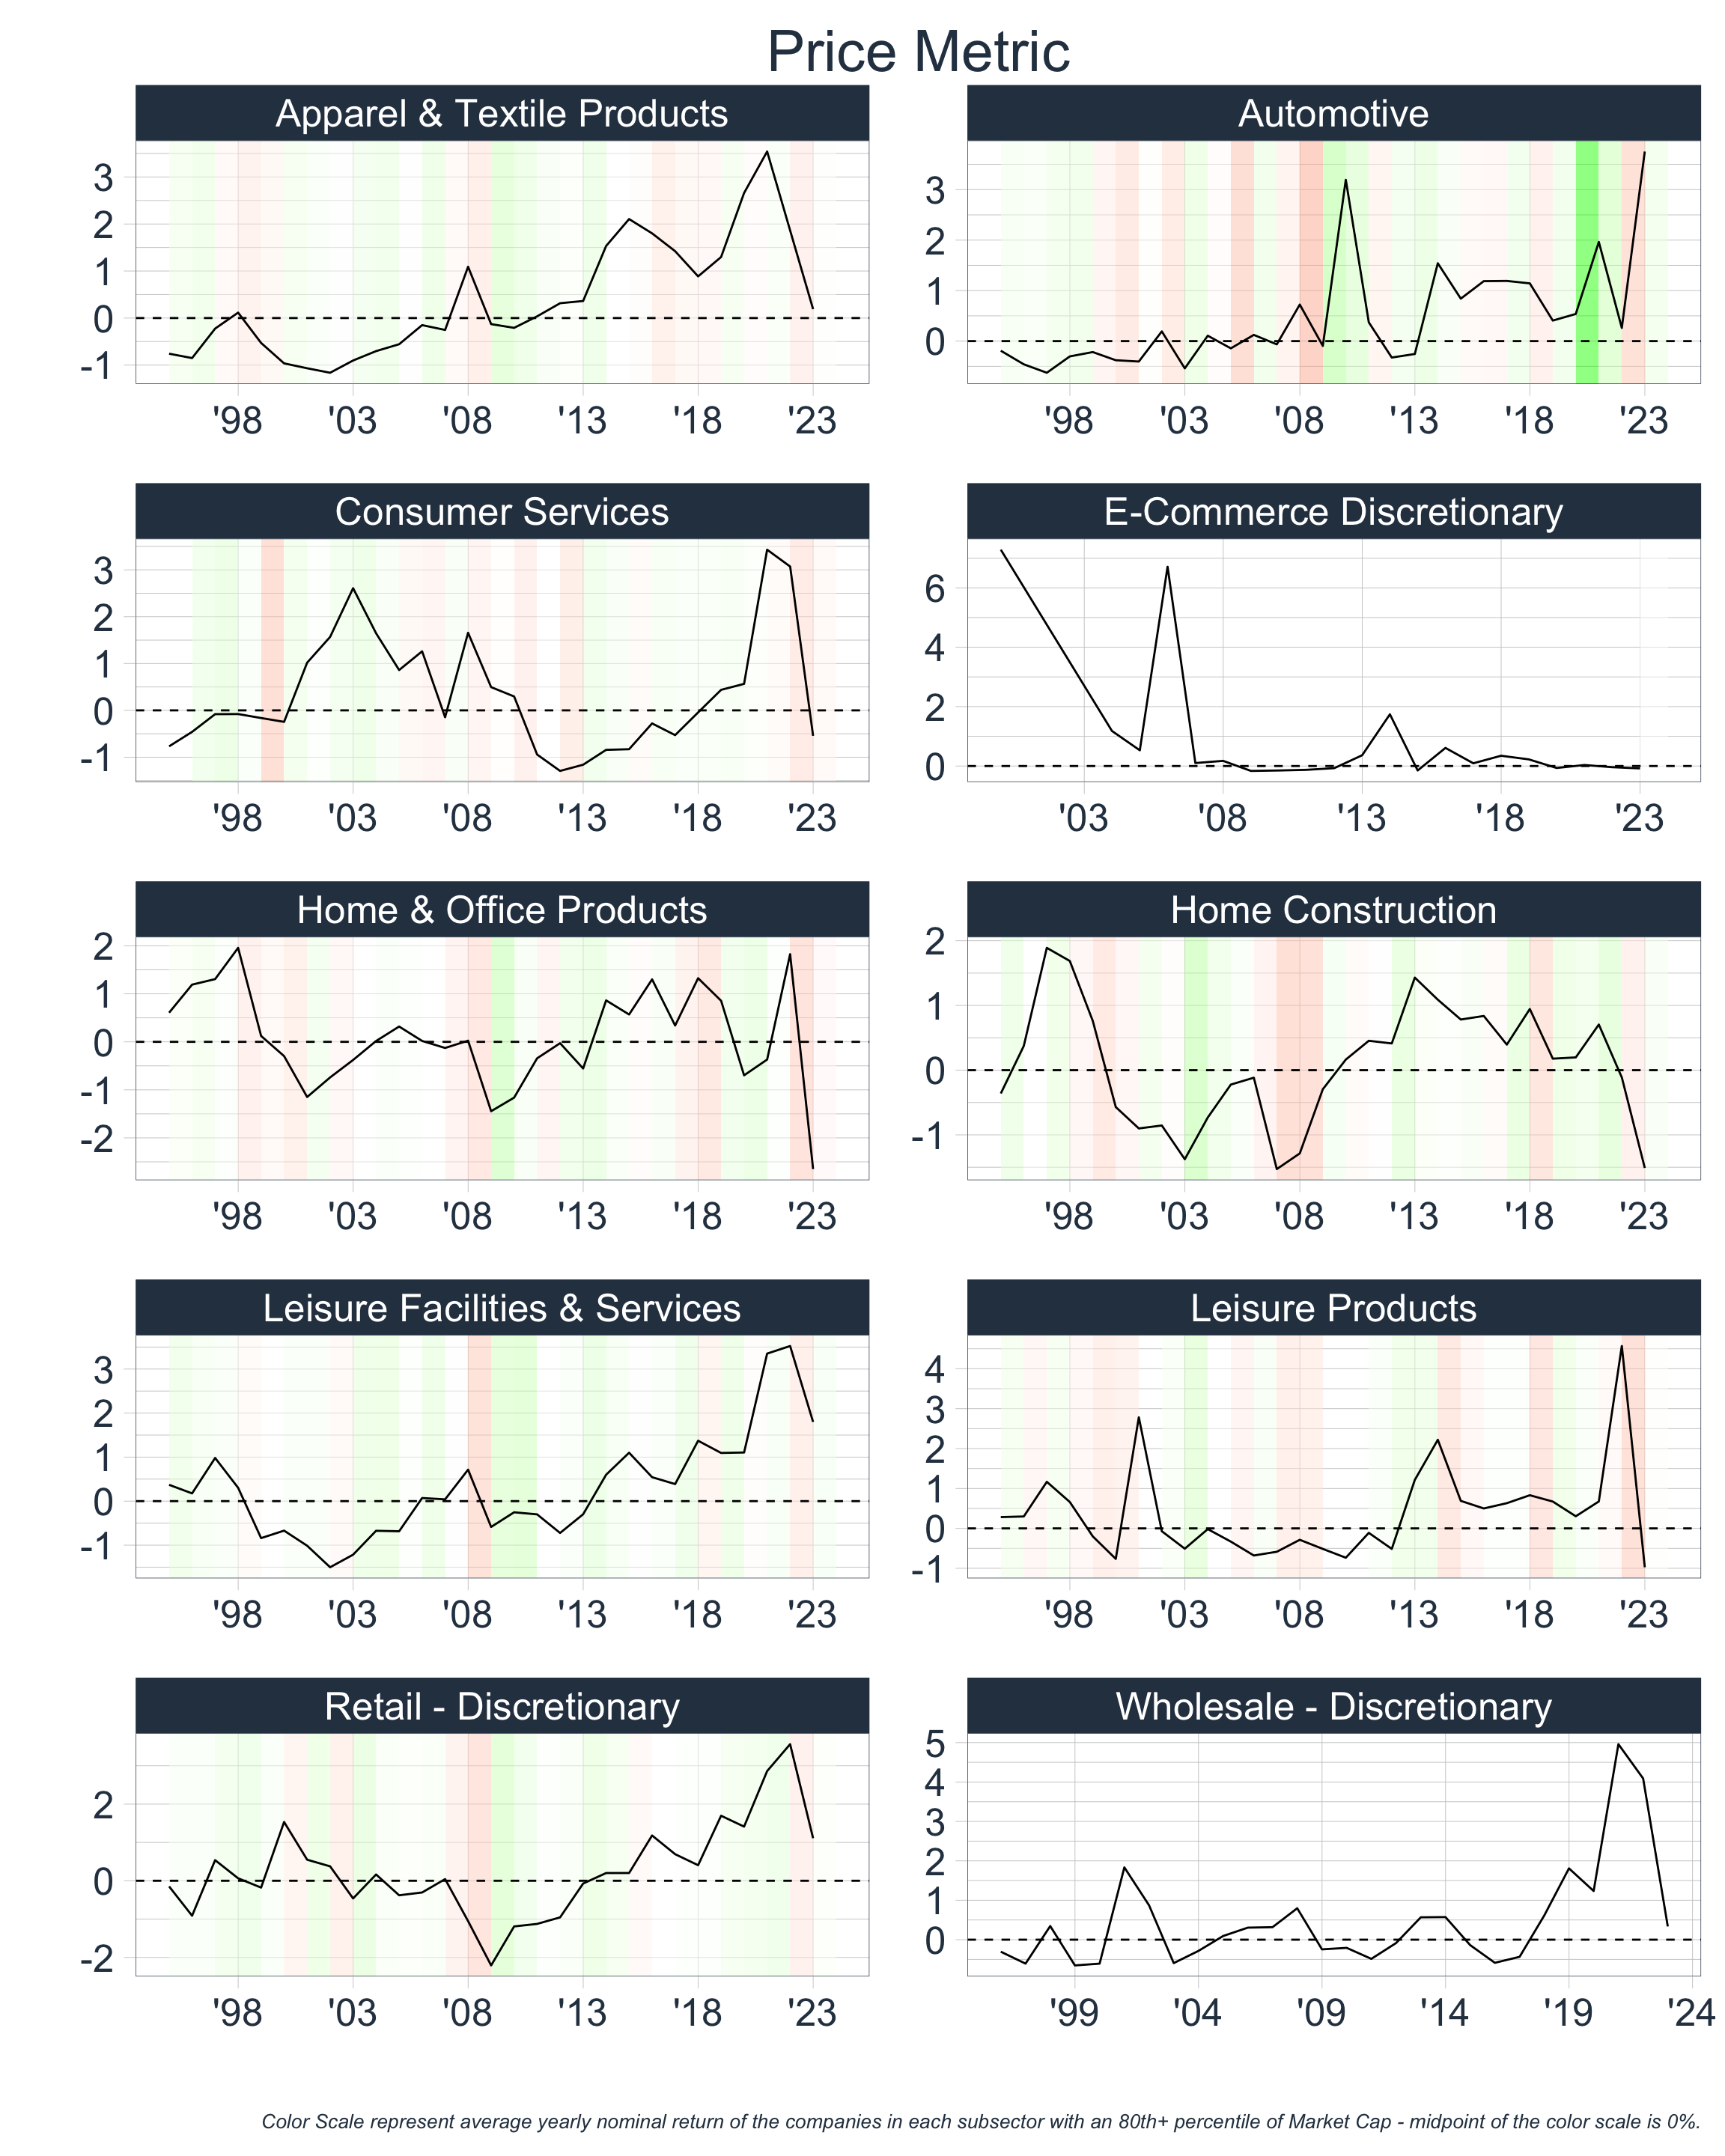 Price Metric
Apparel & Textile Products
3
2
1
0
-1
'98 '03 '08 '13 '18 '23
Automotive
3
2
1
0
'98 '03 '08 '13 '18 '23
Consumer Services
3
2
1
0
-1
'98 '03 '08 '13 '18 '23
E-Commerce Discretionary
6
4
2
0
'03 '08 '13 '18 '23
Home & Office Products
2
1
0
-1
-2
'98 '03 '08 '13 '18 '23
Home Construction
2
1
0
-1
'98 '03 '08 '13 '18 '23
Leisure Facilities & Services
3
2
1
0
-1
'98 '03 '08 '13 '18 '23
Leisure Products
4
3
2
1
0
-1
'98 '03 '08 '13 '18 '23
Retail - Discretionary
2
0
-2
'98 '03 '08 '13 '18 '23
Wholesale - Discretionary
5
4
3
2
1
0
'99 '04 '09 '14 '19 '24
Color Scale represent average yearly nominal return of the companies in each subsector with an 80th+ percentile of Market Cap - midpoint of the color scale is 0%.